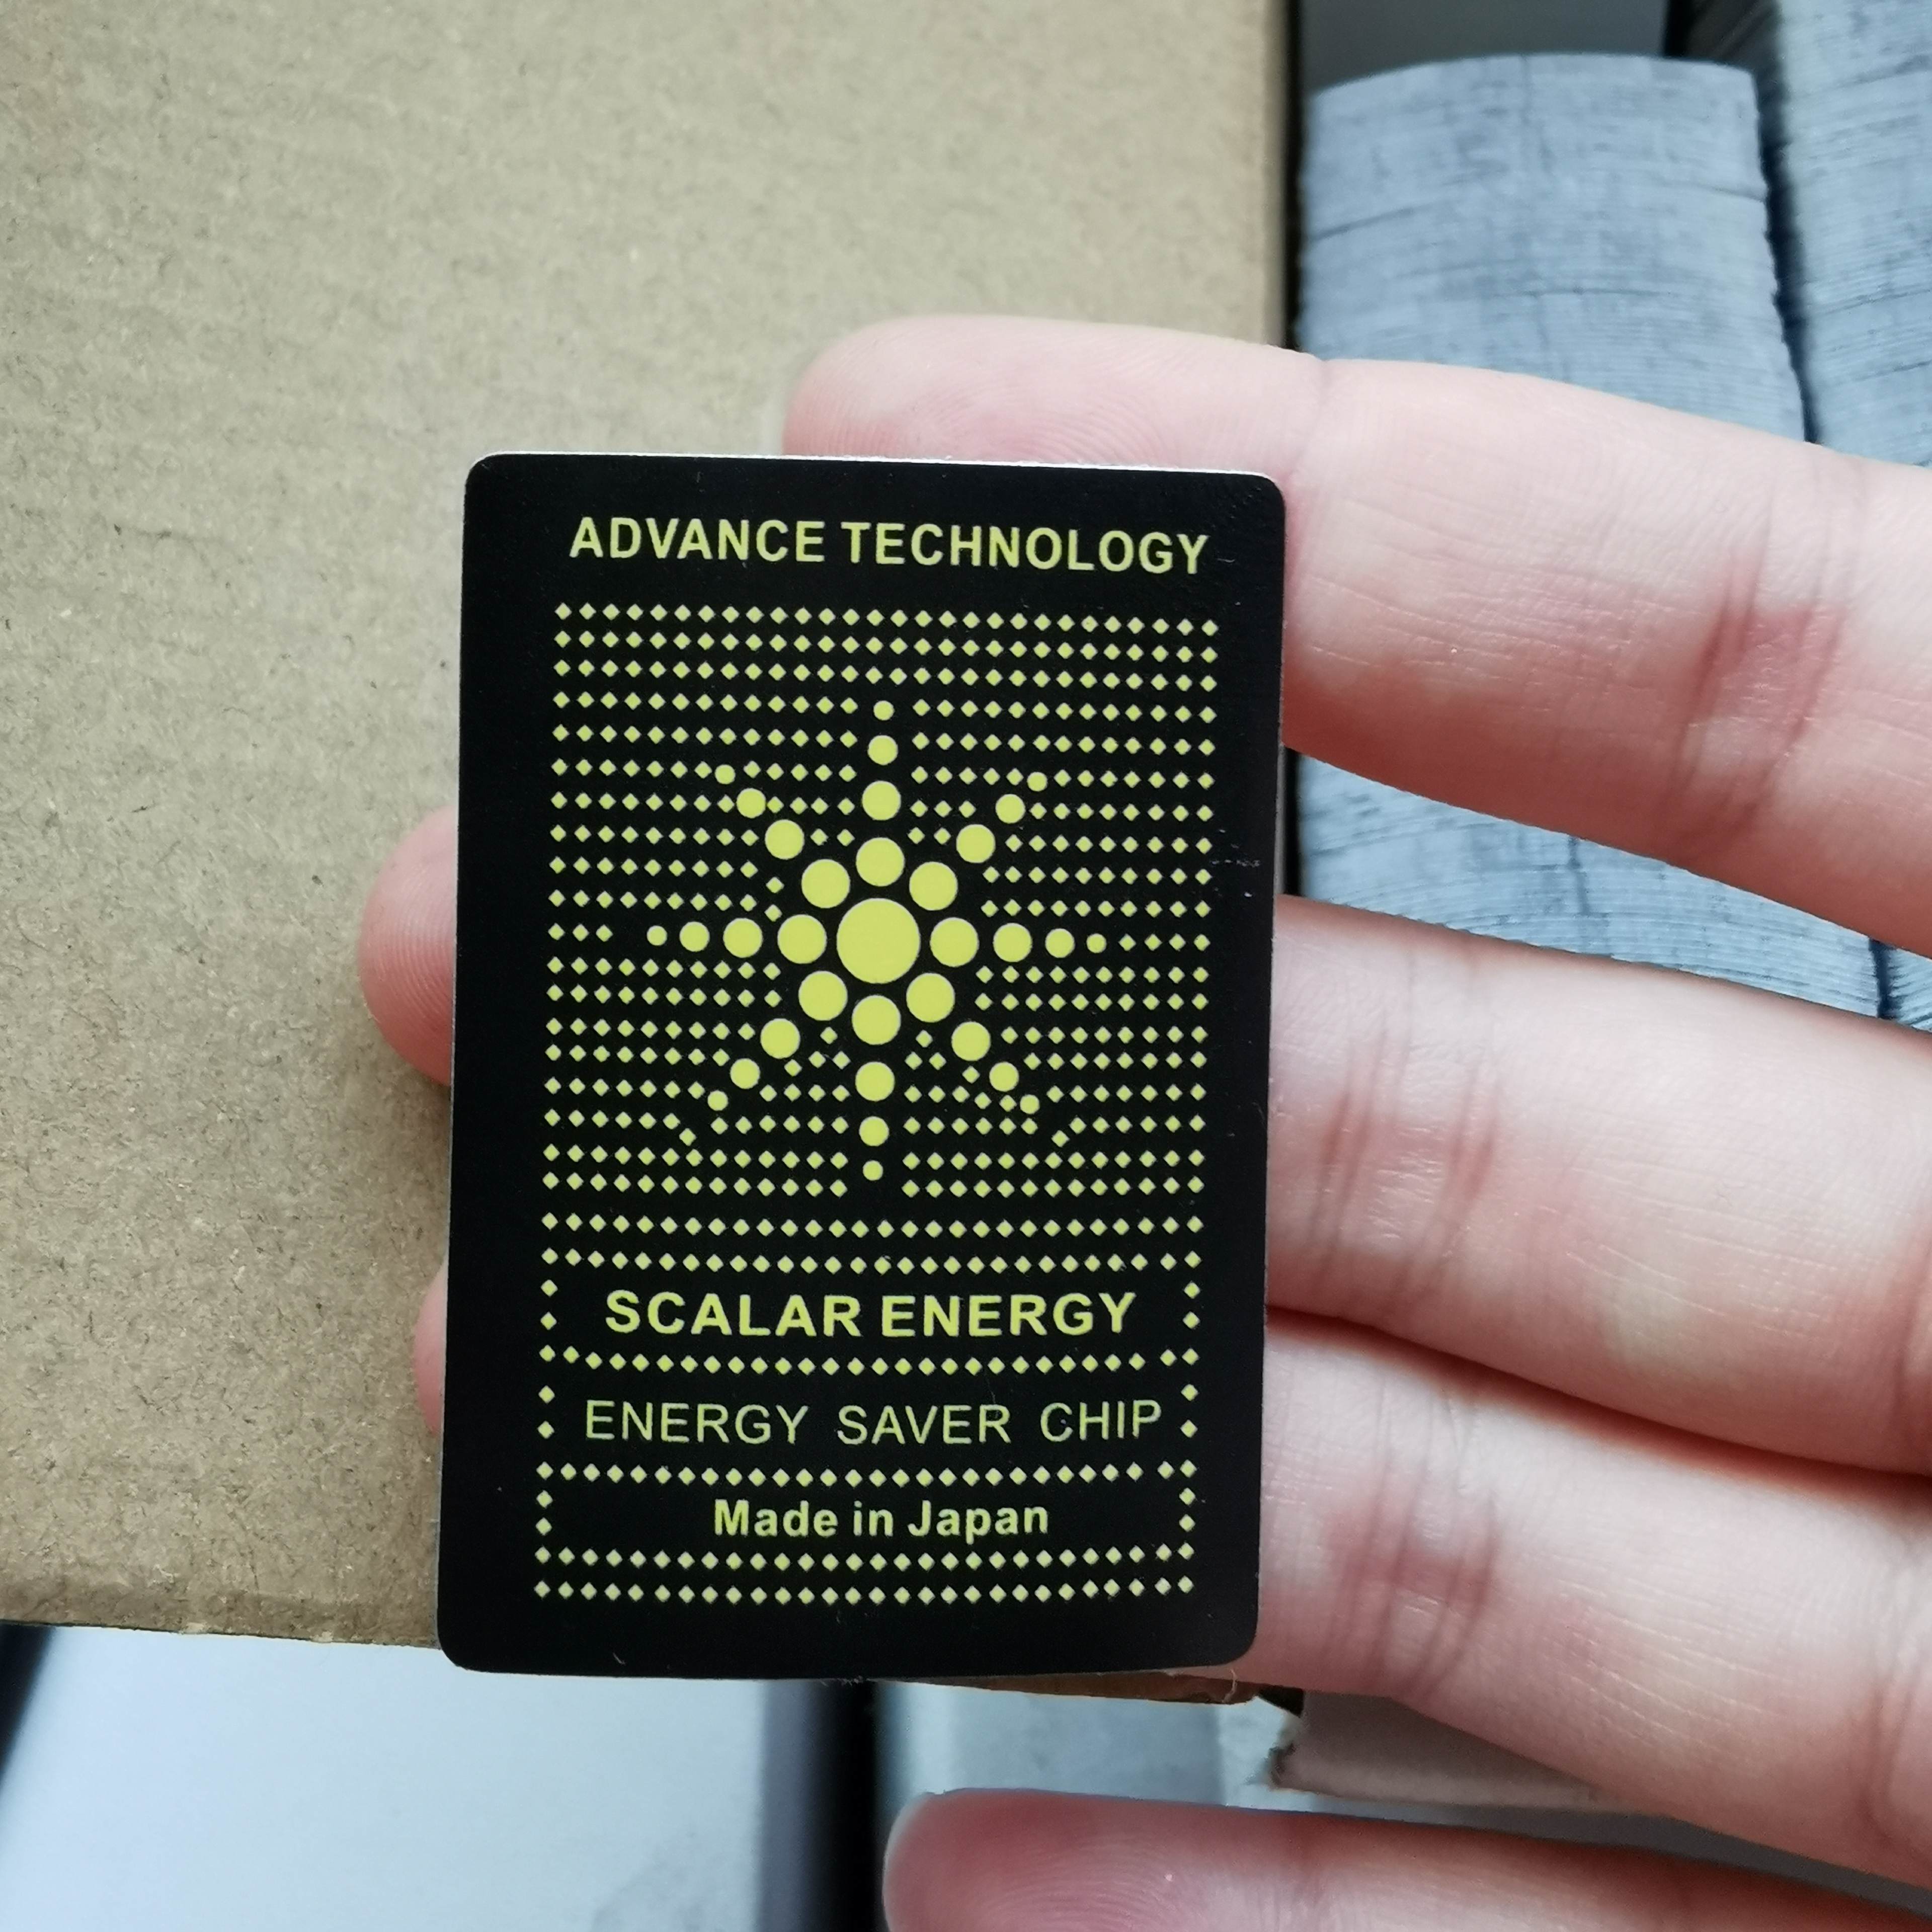 ADVANCE TECHNOLOGY
SCALAR ENERGY
ENERGY SAVER CHIP
Made in Japan